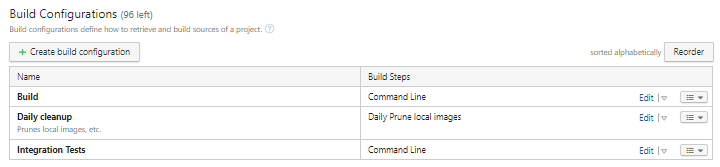 Build Configurations (96 left)
Build configurations define how to retrieve and build sources of a project.
+ Create build configuration
sorted alphabetically Reorder
Name Build Steps
Build Command Line Edit
Daily cleanup Daily Prune local images Edit
Prunes local images, etc.
Integration Tests Command Line Edit